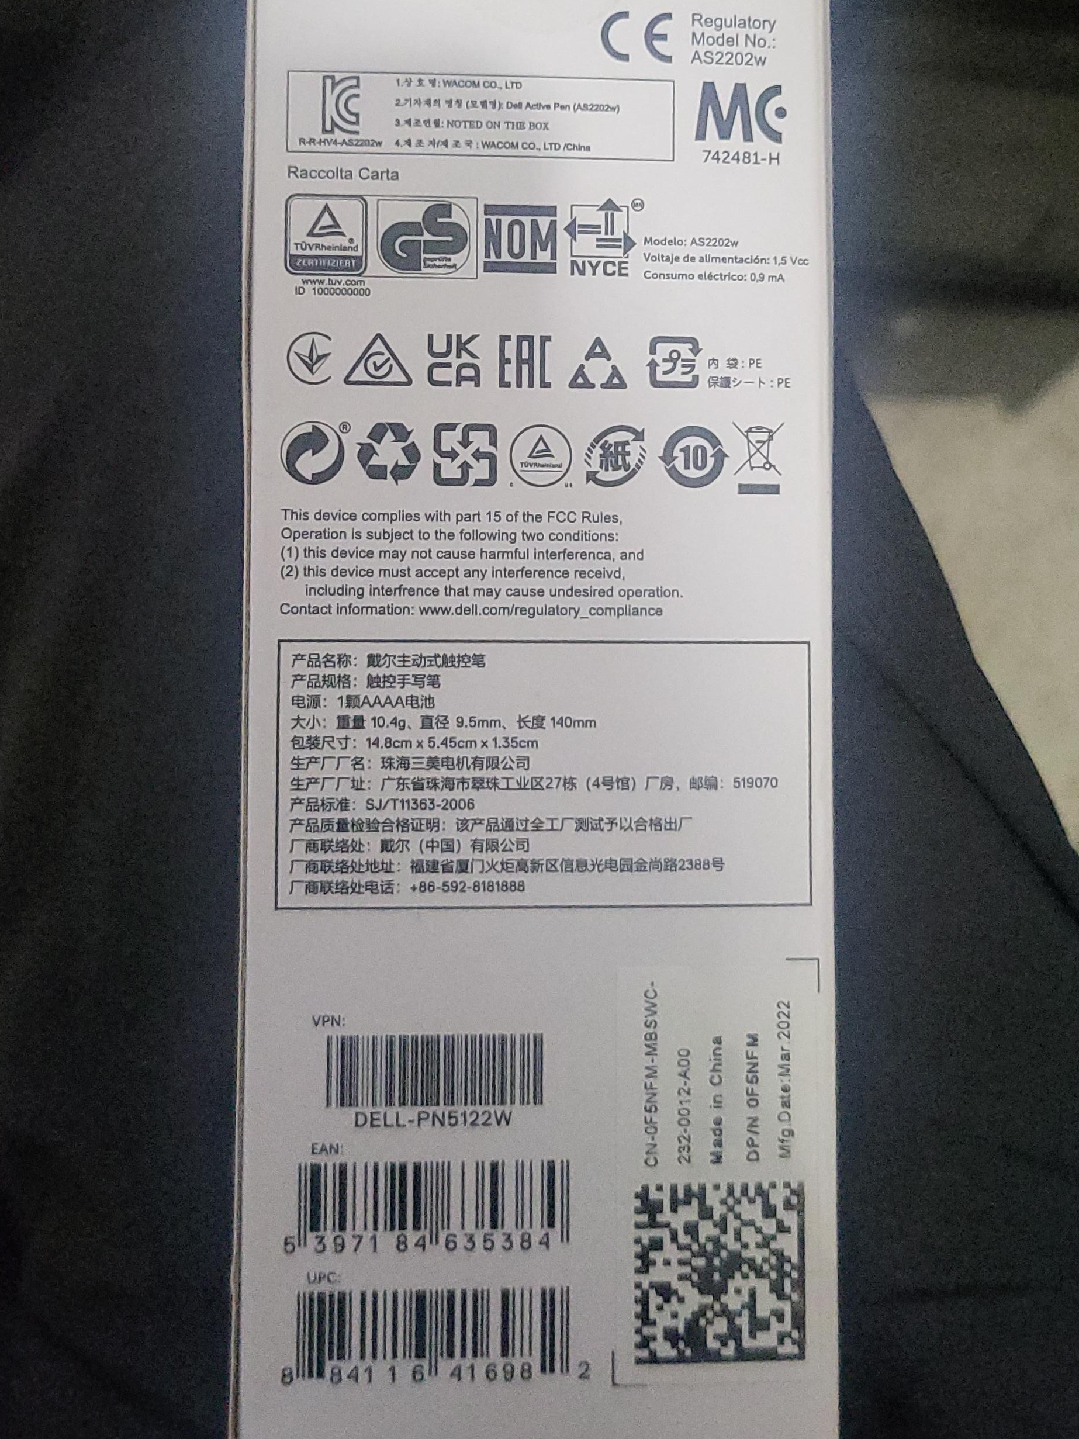 CE
Regulatory
Model No.:
AS2202w
R-R-HV4-AS2202w
1.상 호 명: WACOM CO., LTD
2.기자재의 명칭 (모델명): Dell Active Pen (AS2202w)
3.제조연월: NOTED ON THE BOX
4.제 조 자/제 조 국 : WACOM CO., LTD /China
742481-H
Raccolta Carta
TÜVRheinland
ZERTIFIZIERT
www.tuv.com
ID 1000000000
GS
geprüfte
Sicherheit
NOM
NYCE
Modelo: AS2202w
Voltaje de alimentación: 1,5 Vcc
Consumo eléctrico: 0,9 mA
UK
CA
EAC
プラ
内 袋 : PE
保護シート : PE
TÜVRheinland
紙
10
This device complies with part 15 of the FCC Rules,
Operation is subject to the following two conditions:
(1) this device may not cause harmful interferenca, and
(2) this device must accept any interference receivd,
including interfrence that may cause undesired operation.
Contact information: www.dell.com/regulatory_compliance
产品名称：戴尔主动式触控笔
产品规格：触控手写笔
电源：1颗AAAA电池
大小：重量 10.4g、直径 9.5mm、长度 140mm
包装尺寸：14.8cm x 5.45cm x 1.35cm
生产厂厂名：珠海三美电机有限公司
生产厂厂址：广东省珠海市翠珠工业区27栋（4号馆）厂房，邮编：519070
产品标准：SJ/T11363-2006
产品质量检验合格证明：该产品通过全工厂测试予以合格出厂
厂商联络处：戴尔（中国）有限公司
厂商联络处地址：福建省厦门火炬高新区信息光电园金尚路2388号
厂商联络处电话：+86-592-8181888
VPN:
DELL-PN5122W
EAN:
5 397184 635384
UPC:
8 84116 41698 2
CN-0F5NFM-MBSWC-
232-0012-A00
Made in China
DP/N 0F5NFM
Mfg.Date:Mar.2022